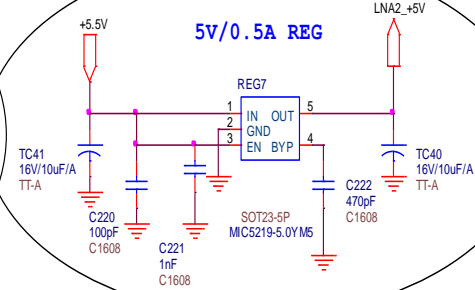 LNA2_+5V
+5.5V
5V/0.5A REG
REG7
1 IN OUT 5
2 GND
3 EN BYP 4
TC41
16V/10uF/A
TT-A
TC40
16V/10uF/A
TT-A
C220
100pF
C1608
C221
1nF
C1608
SOT23-5P
MIC5219-5.0YM5
C222
470pF
C1608